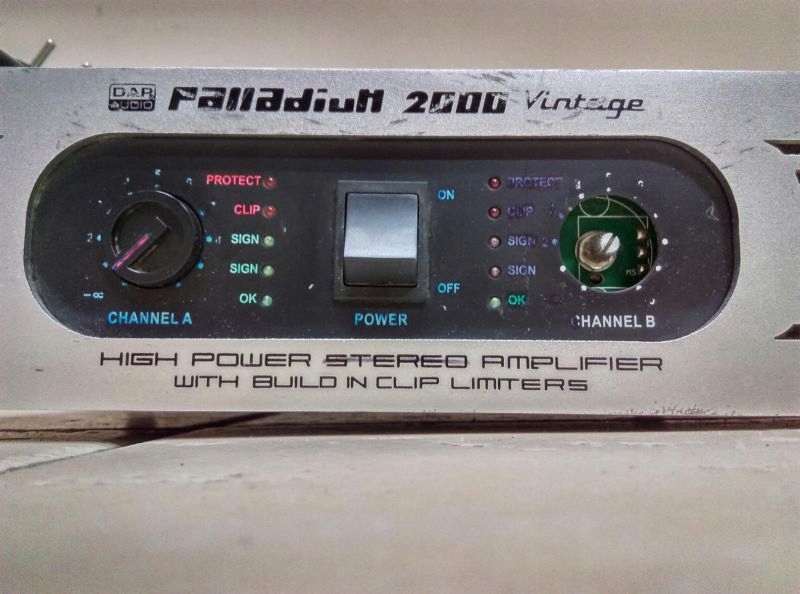 DAP AUDIO Palladium 2000 Vintage
PROTECT
CLIP
SIGN
SIGN
OK
CHANNEL A
ON
OFF
POWER
PROTECT
CLIP
SIGN
SIGN
OK
CHANNEL B
HIGH POWER STEREO AMPLIFIER
WITH BUILD IN CLIP LIMITERS